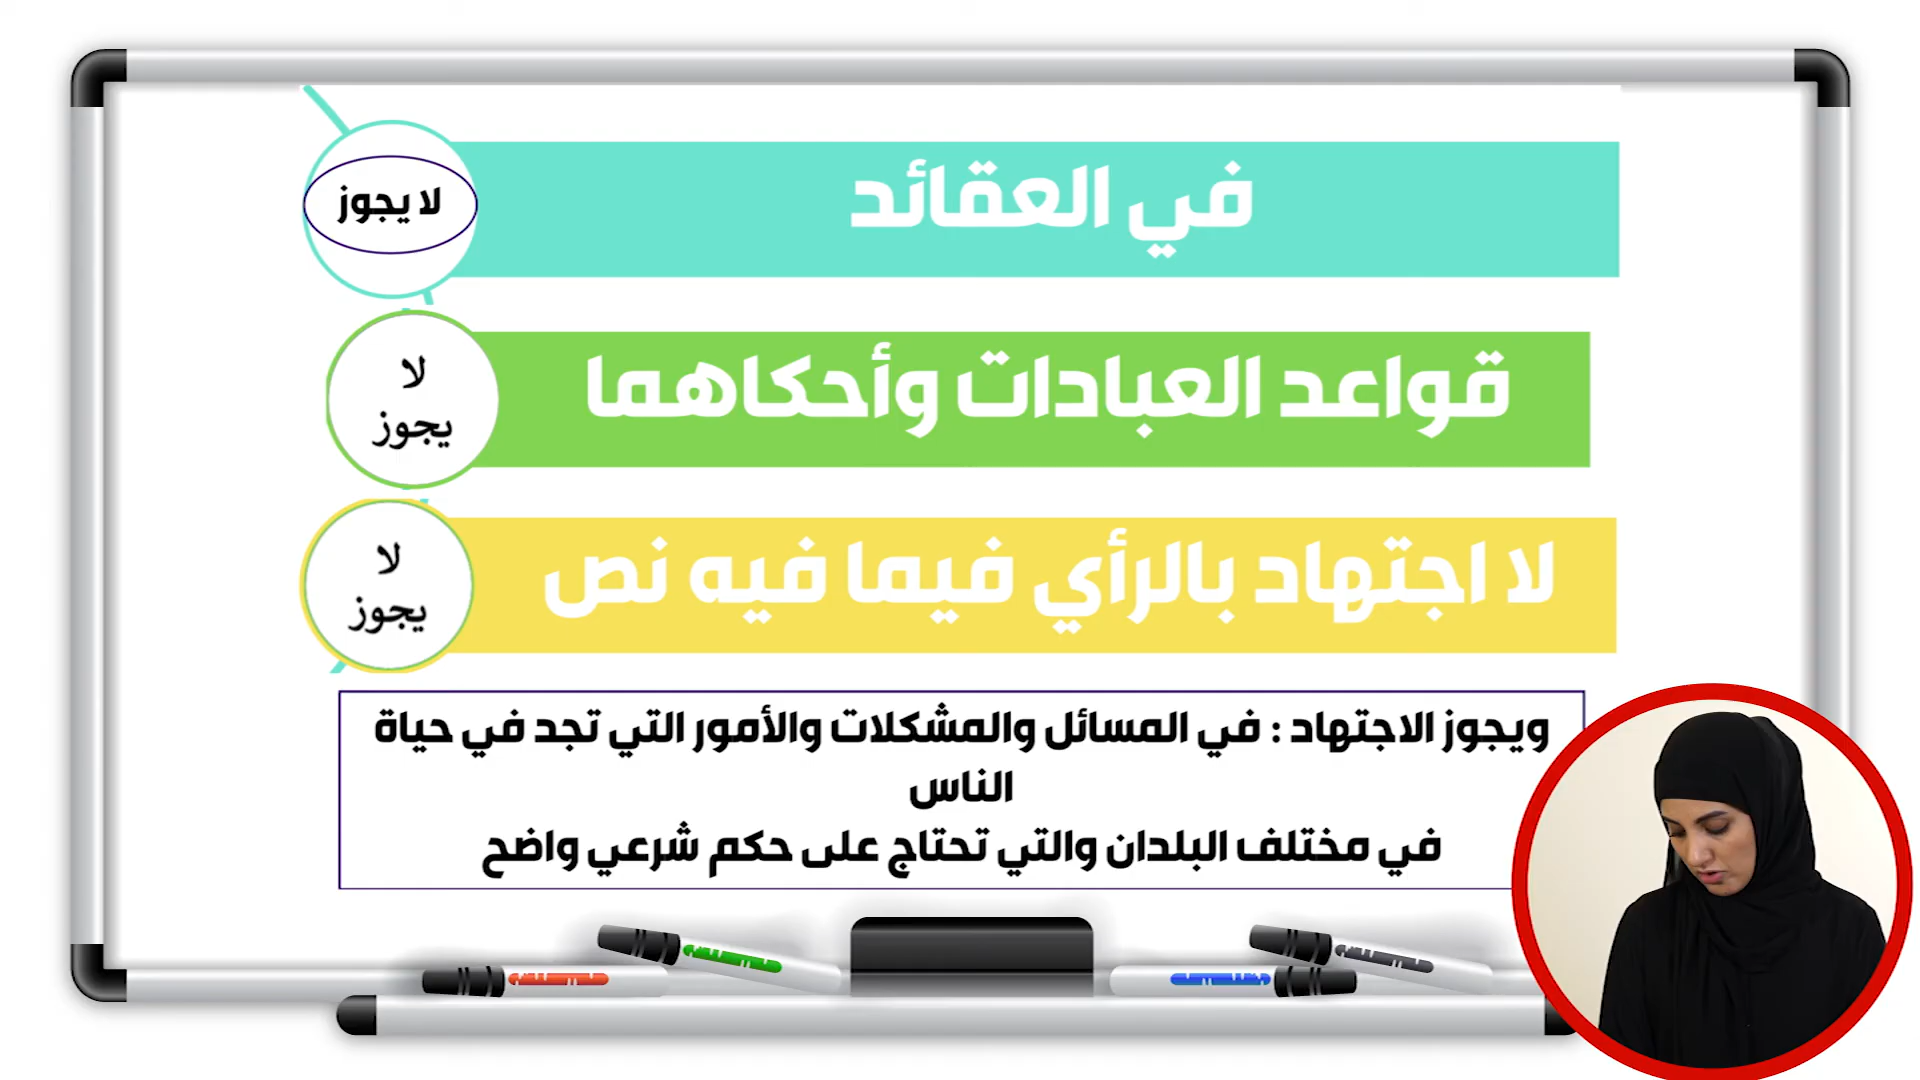 في العقائد
لا يجوز
قواعد العبادات وأحكاهما
لا
يجوز
لا اجتهاد بالرأي فيما فيه نص
لا
يجوز
ويجوز الاجتهاد : في المسائل والمشكلات والأمور التي تجد في حياة
الناس
في مختلف البلدان والتي تحتاج على حكم شرعي واضح